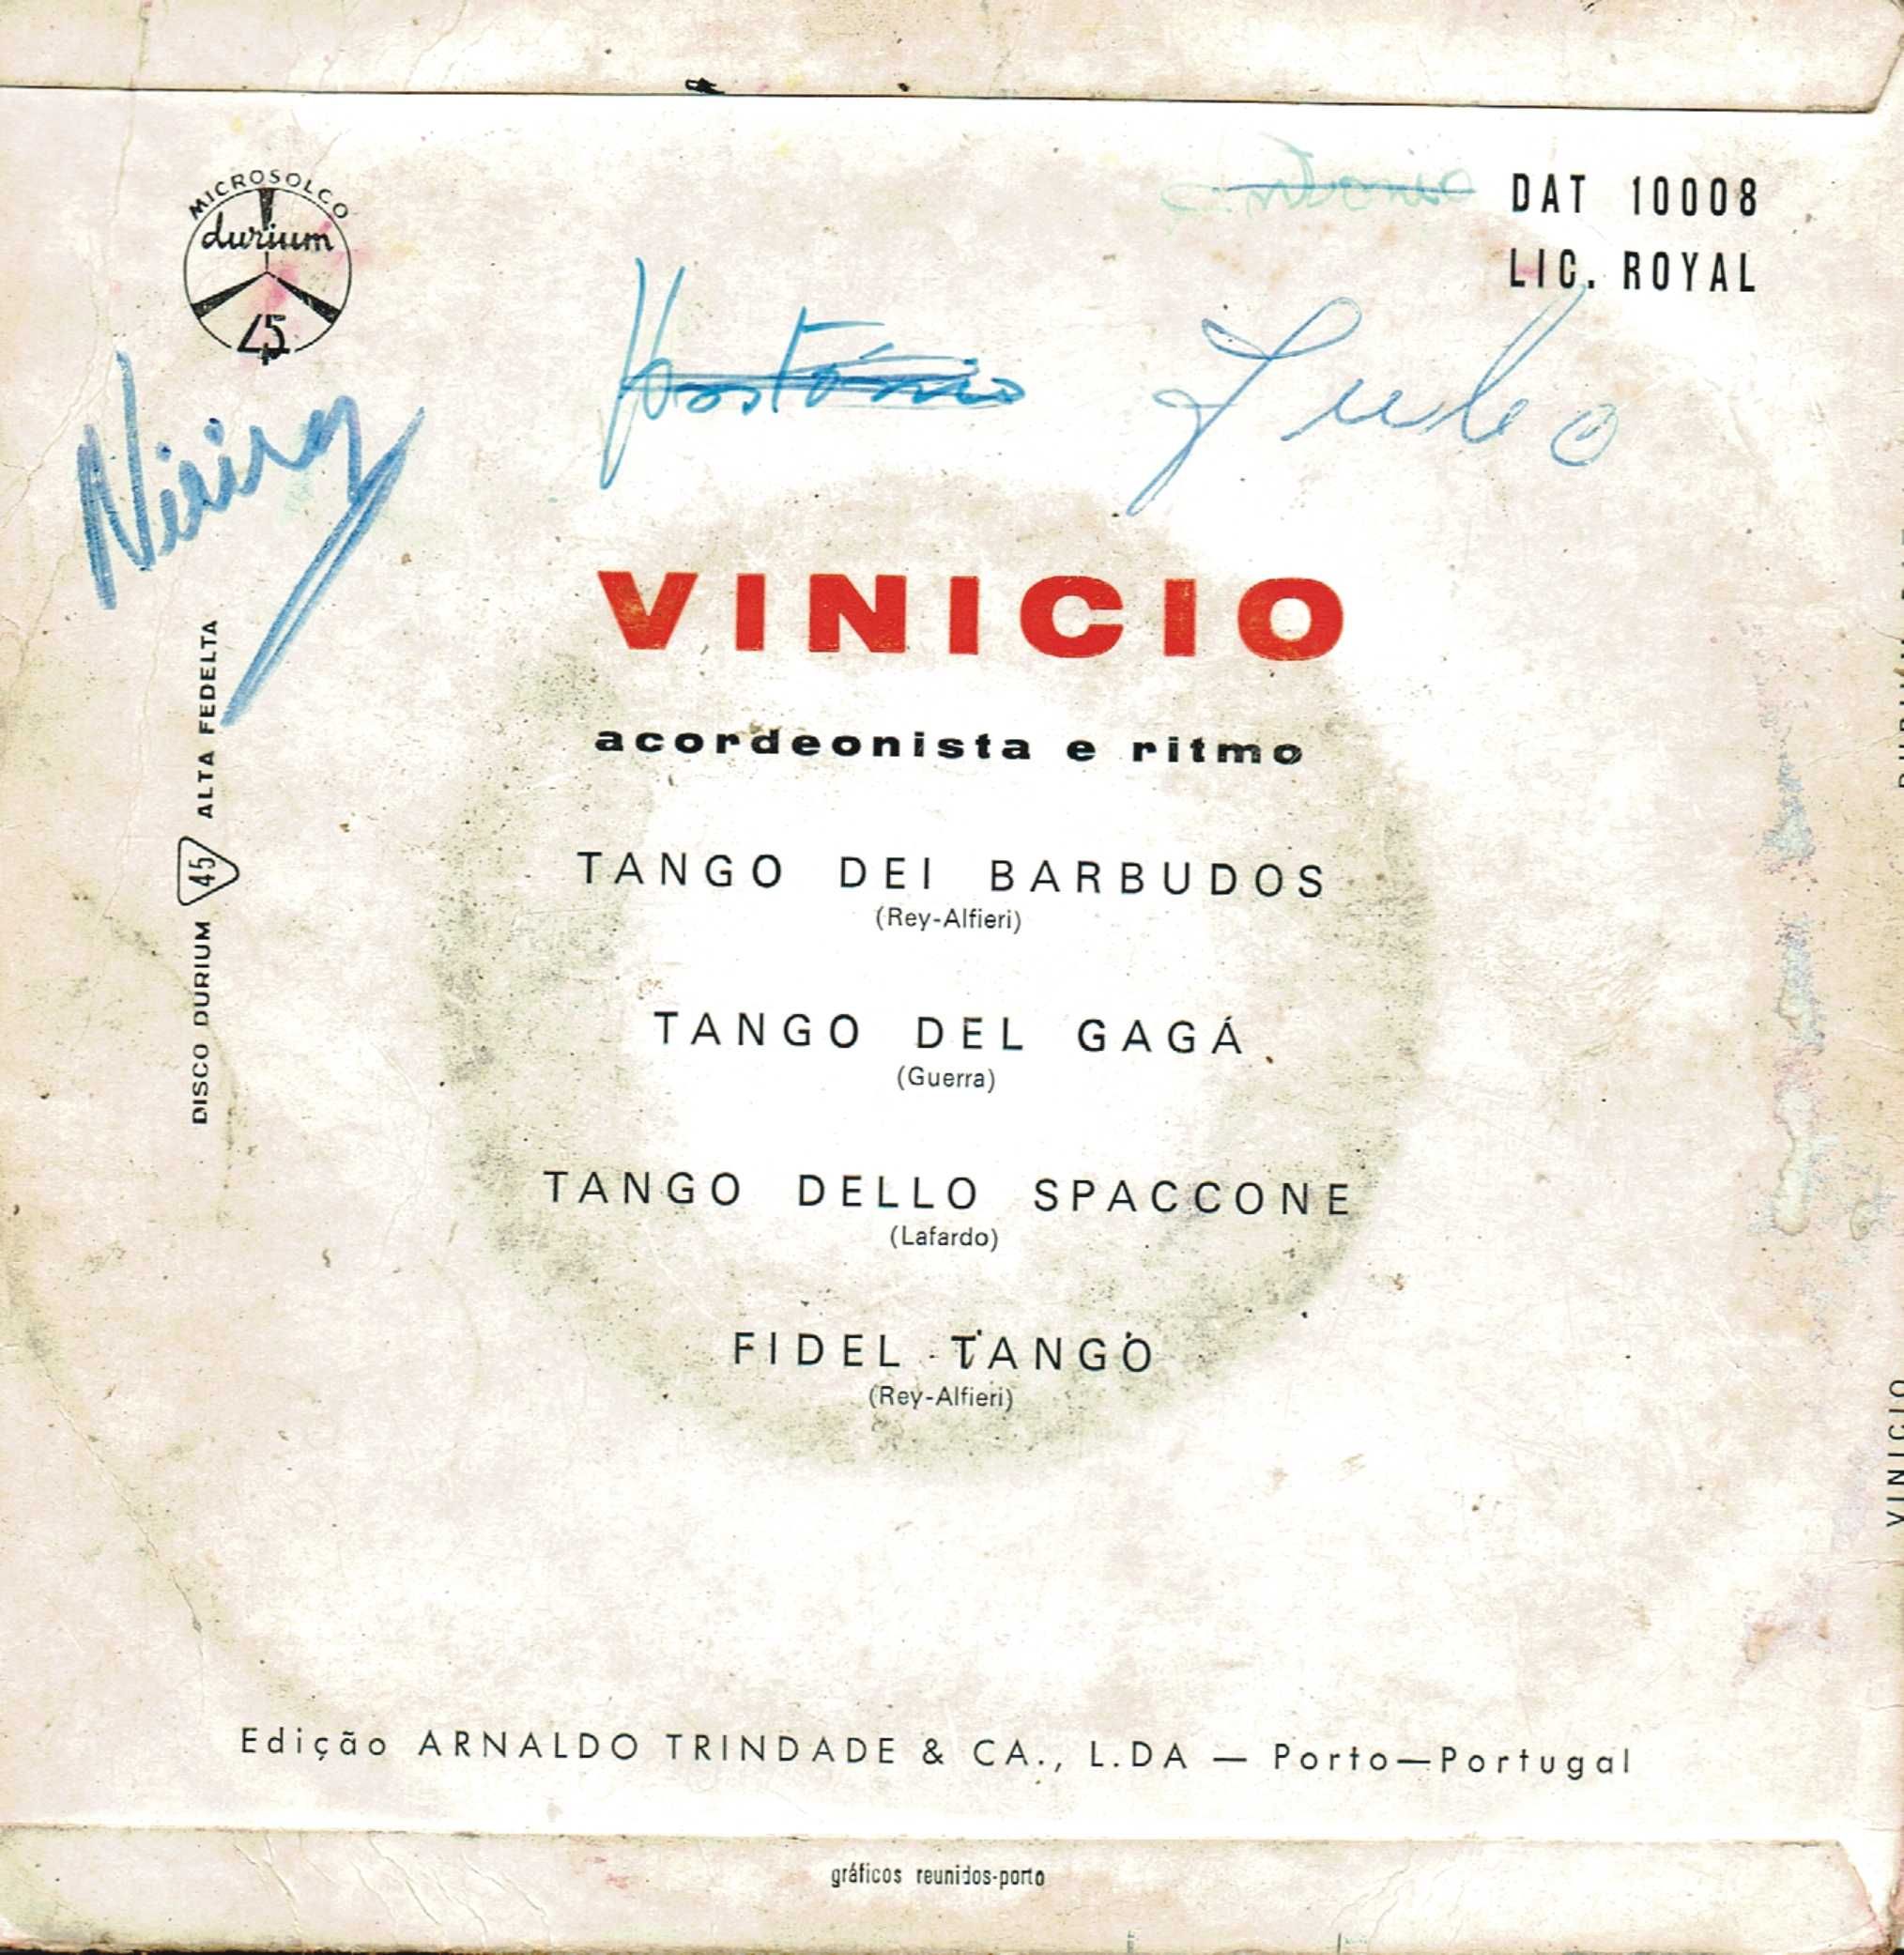 MICROSOLCO
durium
45
DAT 10008
LIC. ROYAL
VINICIO
acordeonista e ritmo
TANGO DEI BARBUDOS
(Rey-Alfieri)
TANGO DEL GAGÁ
(Guerra)
TANGO DELLO SPACCONE
(Lafardo)
FIDEL TANGO
(Rey-Alfieri)
DISCO DURIUM 45 ALTA FEDELTA
VINICIO
Edição ARNALDO TRINDADE & CA., L.DA — Porto—Portugal
gráficos reunidos-porto